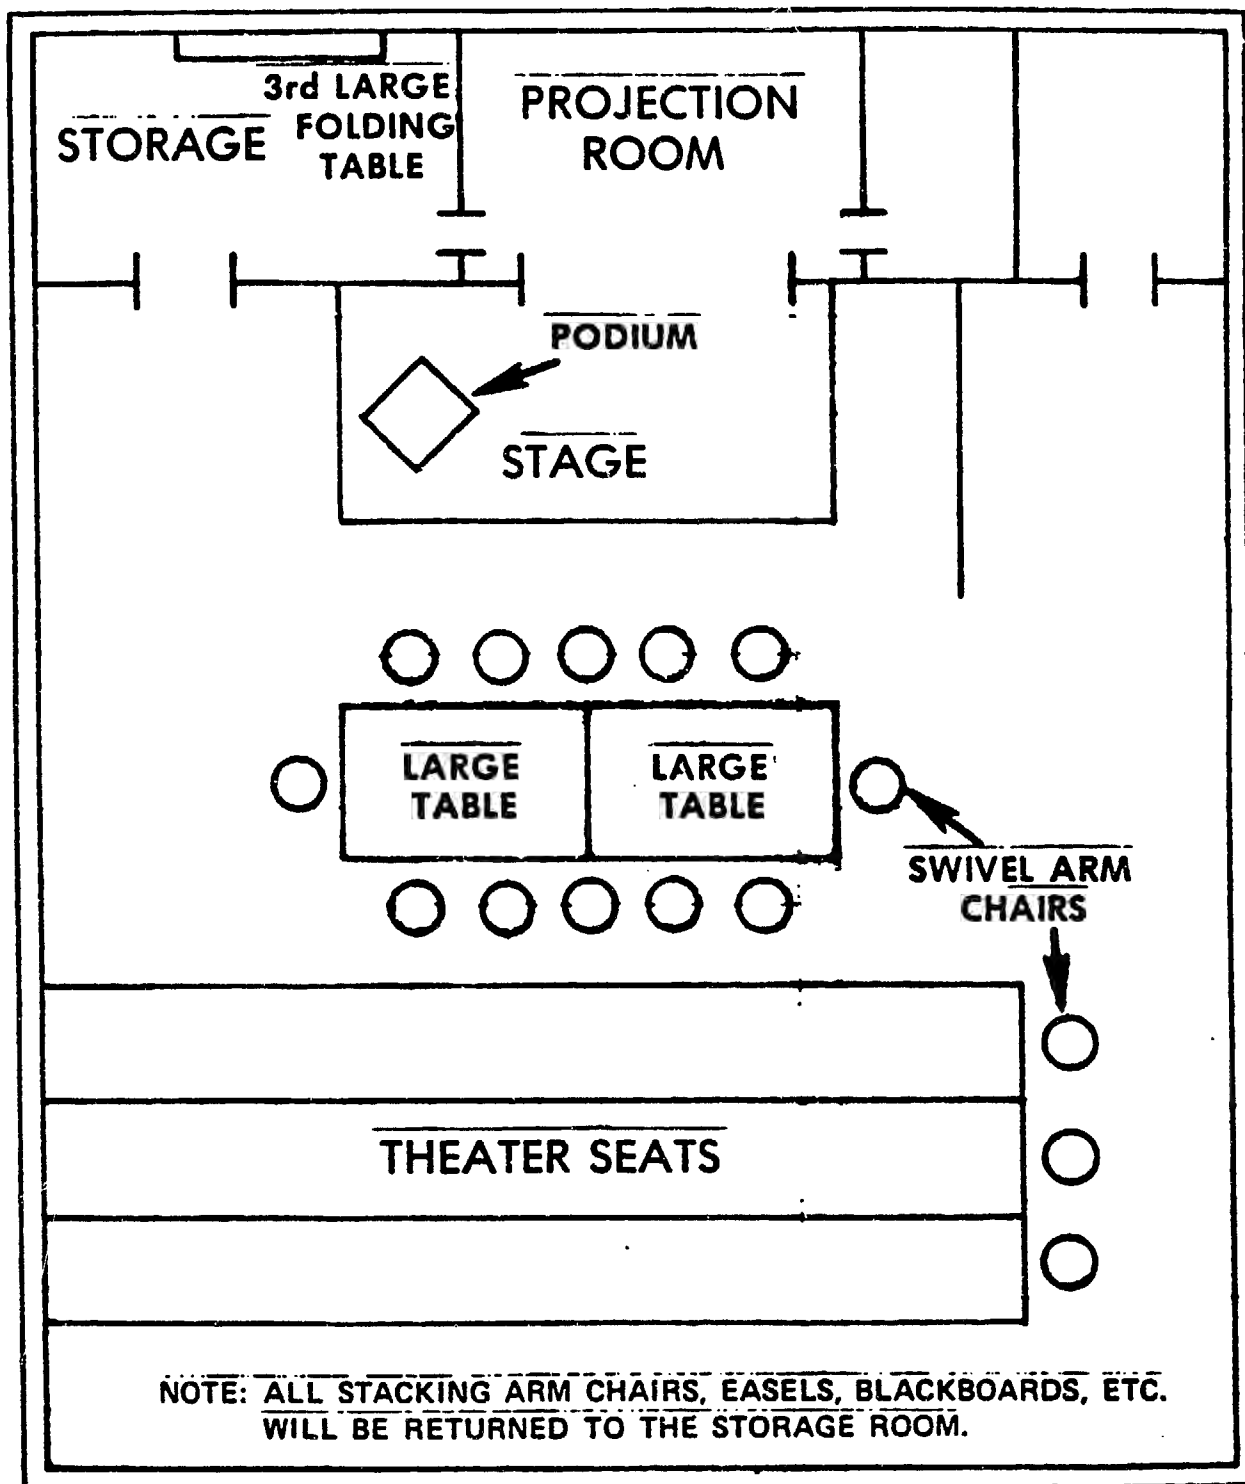 3rd LARGE
FOLDING
TABLE
STORAGE
PROJECTION
ROOM
PODIUM
STAGE
LARGE
TABLE
LARGE
TABLE
SWIVEL ARM
CHAIRS
THEATER SEATS
NOTE: ALL STACKING ARM CHAIRS, EASELS, BLACKBOARDS, ETC.
WILL BE RETURNED TO THE STORAGE ROOM.